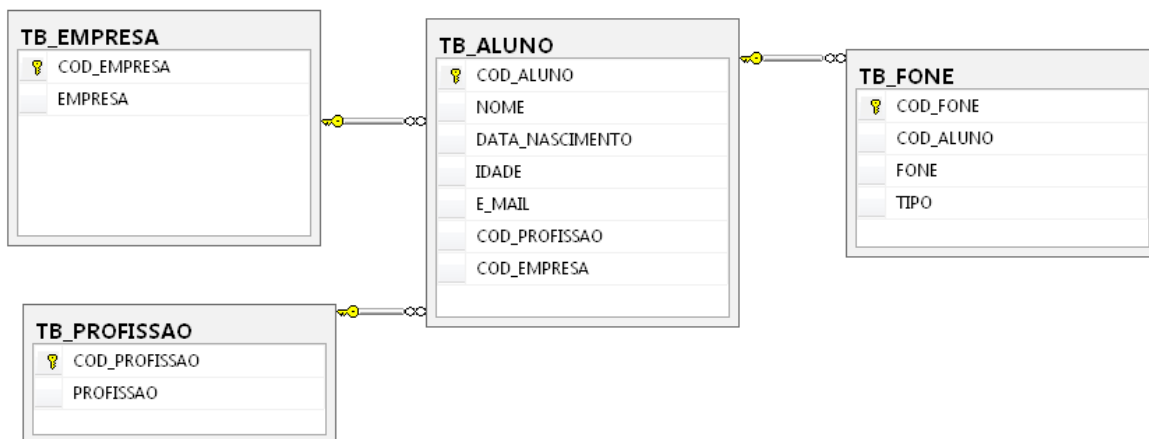 TB_EMPRESA
COD_EMPRESA
EMPRESA
TB_ALUNO
COD_ALUNO
NOME
DATA_NASCIMENTO
IDADE
E_MAIL
COD_PROFISSAO
COD_EMPRESA
TB_FONE
COD_FONE
COD_ALUNO
FONE
TIPO
TB_PROFISSAO
COD_PROFISSAO
PROFISSAO